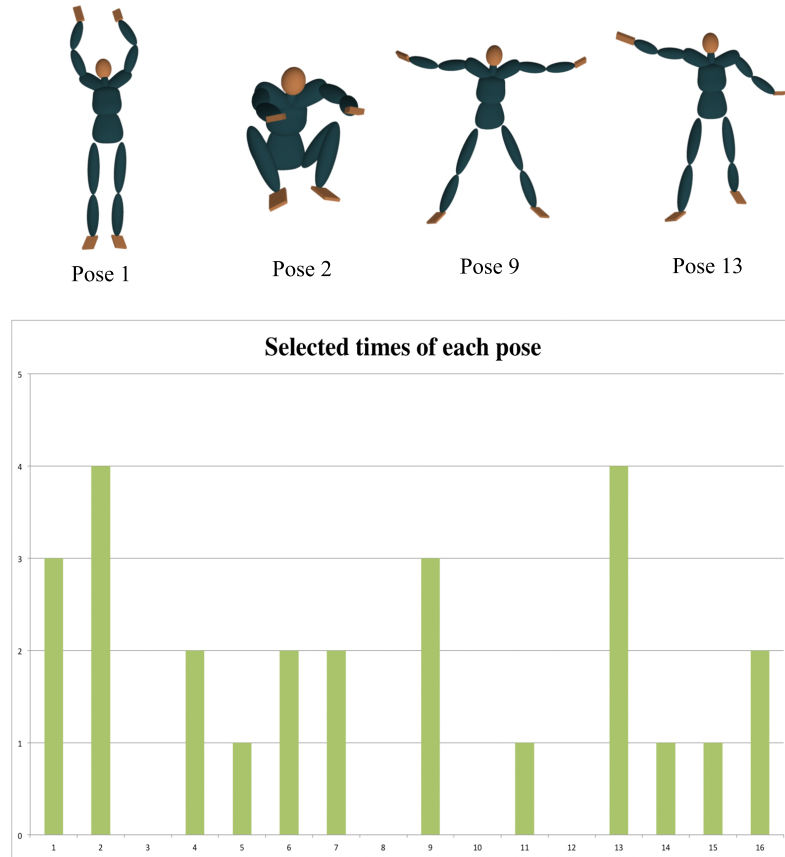 Pose 1
Pose 2
Pose 9
Pose 13
Selected times of each pose
5
4
3
2
1
0
1 2 3 4 5 6 7 8 9 10 11 12 13 14 15 16